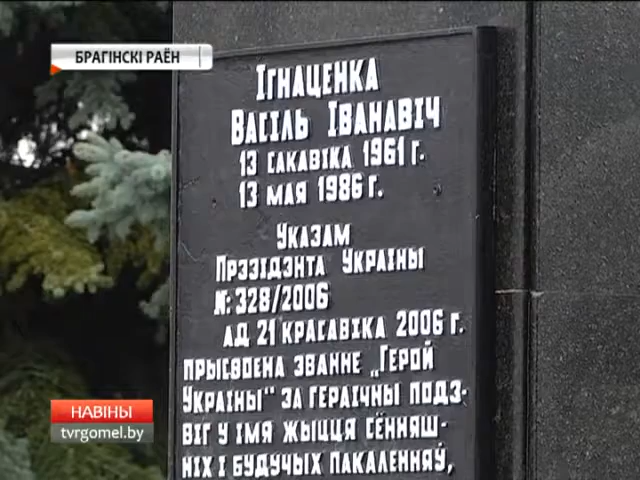 БРАГІНСКІ РАЁН
ІГНАЦЕНКА
ВАСІЛЬ ІВАНАВІЧ
13 САКАВІКА 1961 Г.
13 МАЯ 1986 Г.
УКАЗАМ
ПРЭЗІДЭНТА УКРАІНЫ
№: 328/2006
АД 21 КРАСАВІКА 2006 Г.
ПРЫСВОЕНА ЗВАННЕ „ГЕРОЙ
УКРАІНЫ“ ЗА ГЕРАІЧНЫ ПОДЗ-
ВІГ У ІМЯ ЖЫЦЦЯ СЁННЯШ-
НІХ І БУДУЧЫХ ПАКАЛЕННЯЎ,
НАВІНЫ
tvrgomel.by